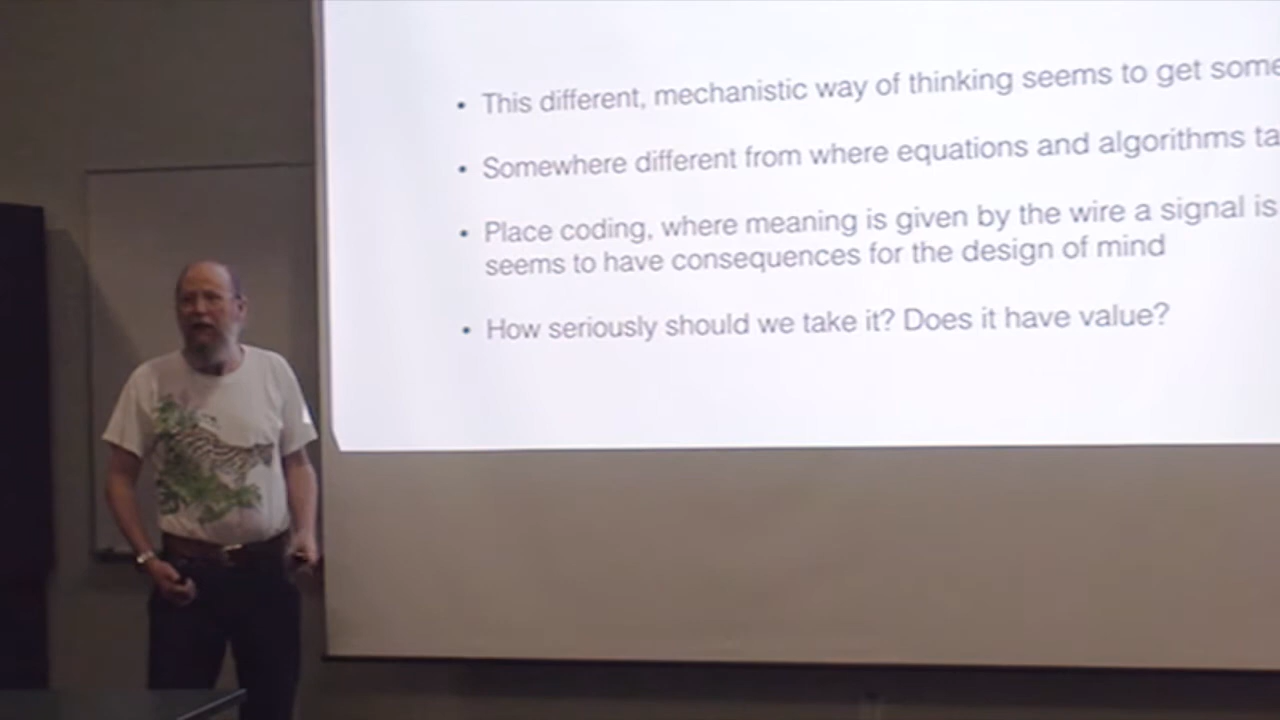 • This different, mechanistic way of thinking seems to get some
• Somewhere different from where equations and algorithms ta
• Place coding, where meaning is given by the wire a signal is
seems to have consequences for the design of mind
• How seriously should we take it? Does it have value?